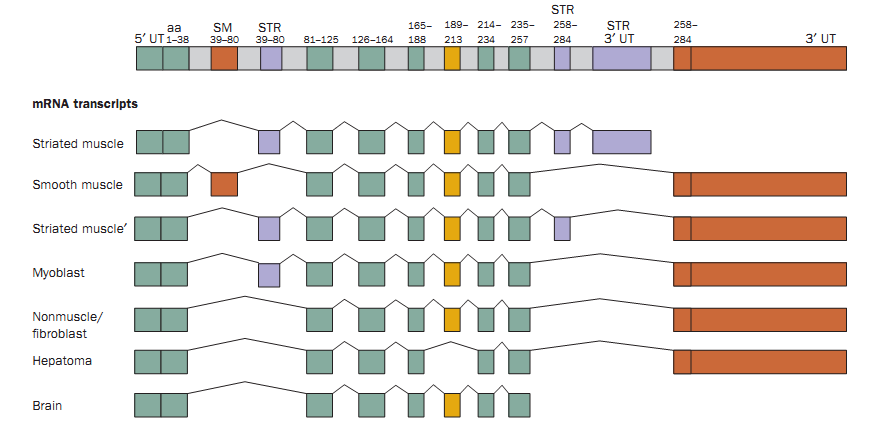 STR
aa SM STR 165– 189– 214– 235– 258– STR 258–
5′ UT 1–38 39–80 39–80 81–125 126–164 188 213 234 257 284 3′ UT 284 3′ UT
mRNA transcripts
Striated muscle
Smooth muscle
Striated muscle′
Myoblast
Nonmuscle/
fibroblast
Hepatoma
Brain